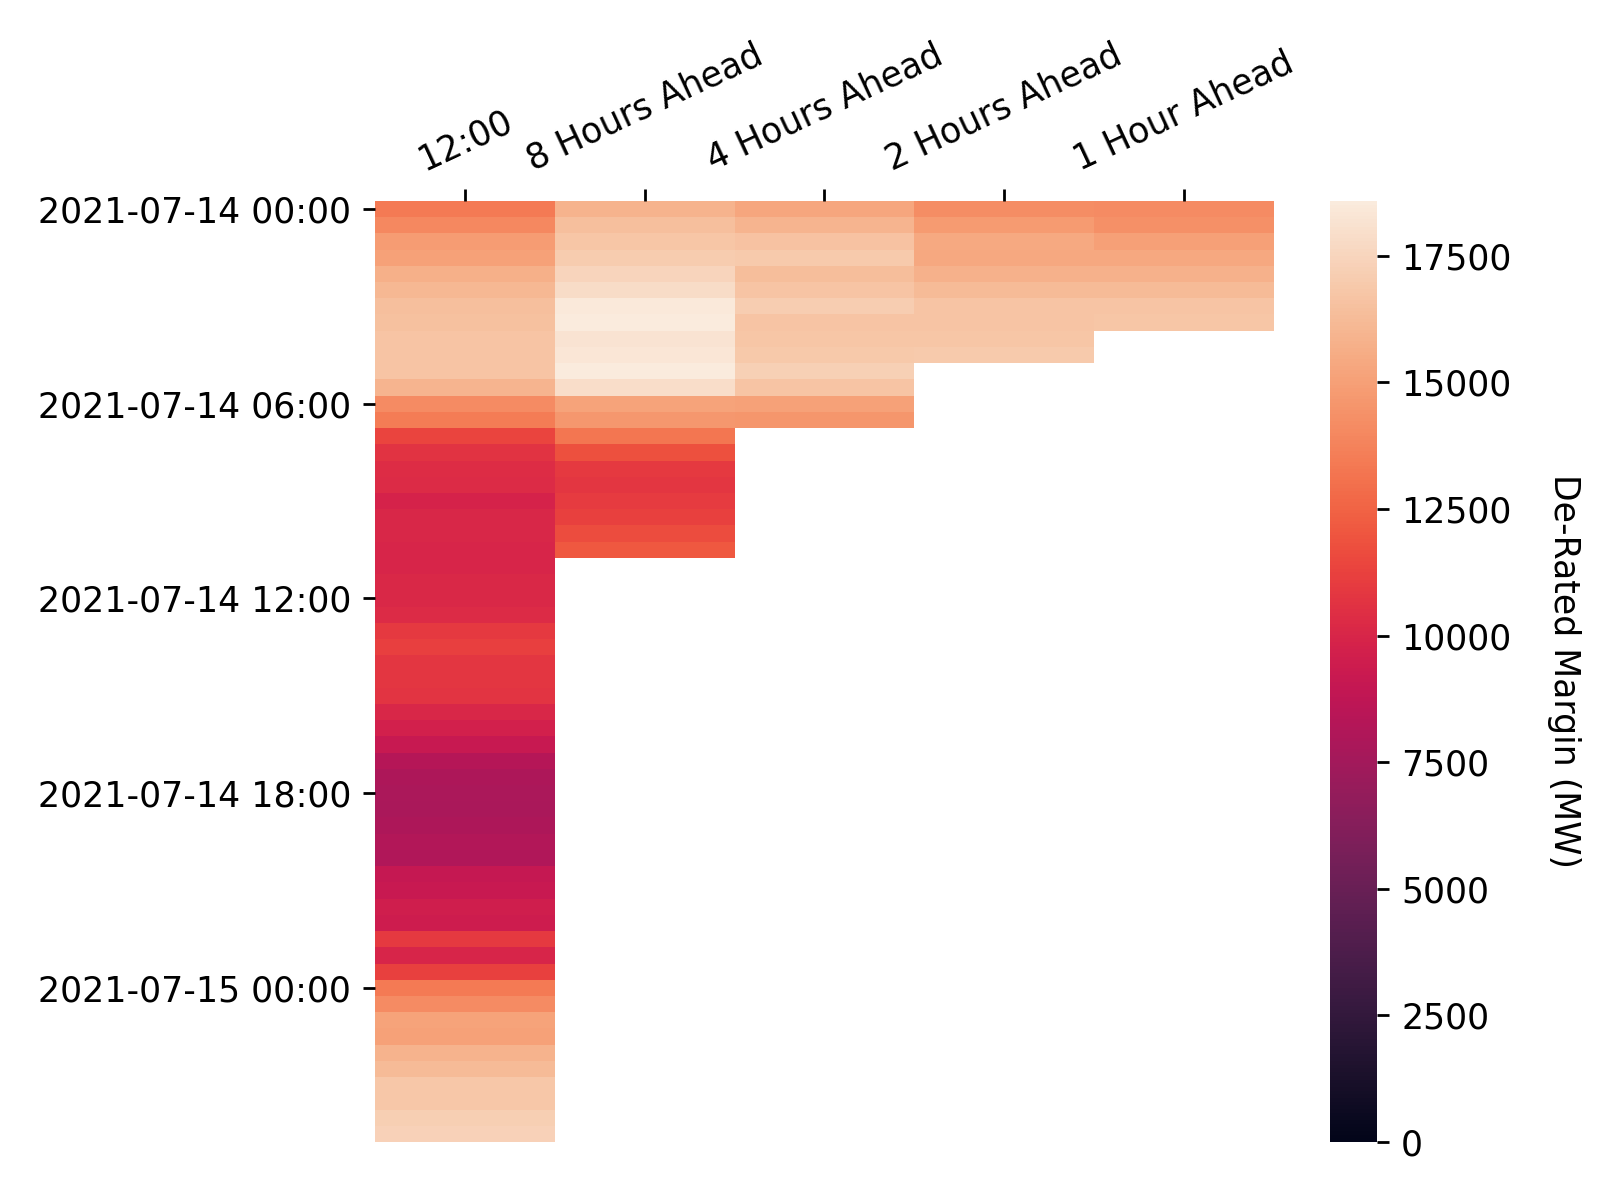 12:00
8 Hours Ahead
4 Hours Ahead
2 Hours Ahead
1 Hour Ahead
2021-07-14 00:00
2021-07-14 06:00
2021-07-14 12:00
2021-07-14 18:00
2021-07-15 00:00
17500
15000
12500
10000
7500
5000
2500
0
De-Rated Margin (MW)